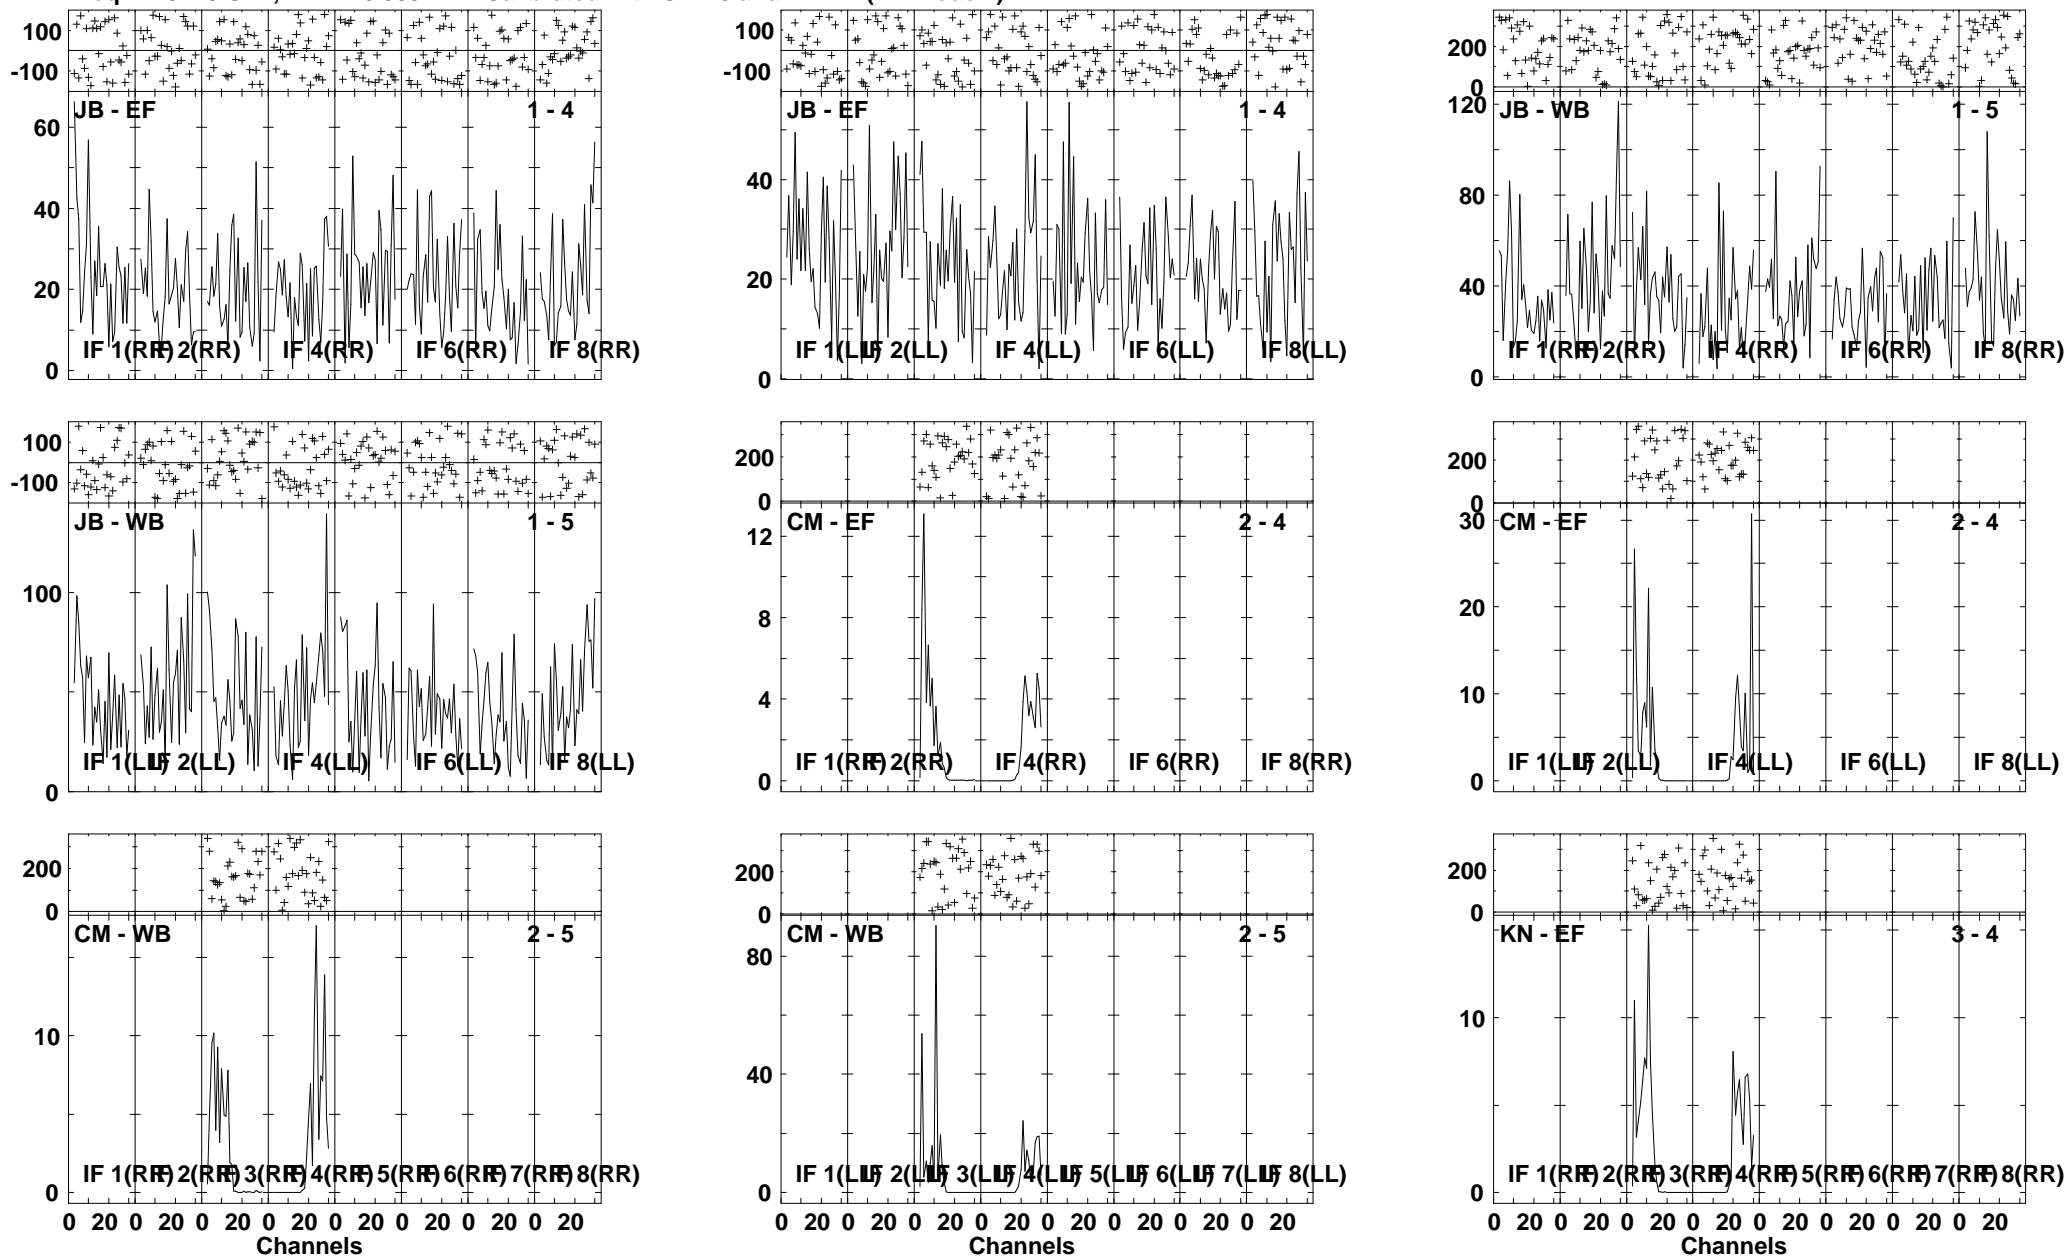 100
-100
JB - EF 1 - 4
60
40
20
0
IF 1(RR) IF 2(RR) IF 4(RR) IF 6(RR) IF 8(RR)
100
-100
JB - EF 1 - 4
40
20
0
IF 1(LL) IF 2(LL) IF 4(LL) IF 6(LL) IF 8(LL)
200
0
JB - WB 1 - 5
120
80
40
0
IF 1(RR) IF 2(RR) IF 4(RR) IF 6(RR) IF 8(RR)
100
-100
JB - WB 1 - 5
100
0
IF 1(LL) IF 2(LL) IF 4(LL) IF 6(LL) IF 8(LL)
200
0
CM - EF 2 - 4
12
8
4
0
IF 1(RR) IF 2(RR) IF 4(RR) IF 6(RR) IF 8(RR)
200
0
CM - EF 2 - 4
30
20
10
0
IF 1(LL) IF 2(LL) IF 4(LL) IF 6(LL) IF 8(LL)
200
0
CM - WB 2 - 5
10
0
IF 1(RR) IF 2(RR) IF 3(RR) IF 4(RR) IF 5(RR) IF 6(RR) IF 7(RR) IF 8(RR)
0 20 0 20 0 20 0 20 0 20 0 20 0 20 0 20
Channels
200
0
CM - WB 2 - 5
80
40
0
IF 1(LL) IF 2(LL) IF 3(LL) IF 4(LL) IF 5(LL) IF 6(LL) IF 7(LL) IF 8(LL)
0 20 0 20 0 20 0 20 0 20 0 20 0 20 0 20
Channels
200
0
KN - EF 3 - 4
10
0
IF 1(RR) IF 2(RR) IF 3(RR) IF 4(RR) IF 5(RR) IF 6(RR) IF 7(RR) IF 8(RR)
0 20 0 20 0 20 0 20 0 20 0 20 0 20 0 20
Channels